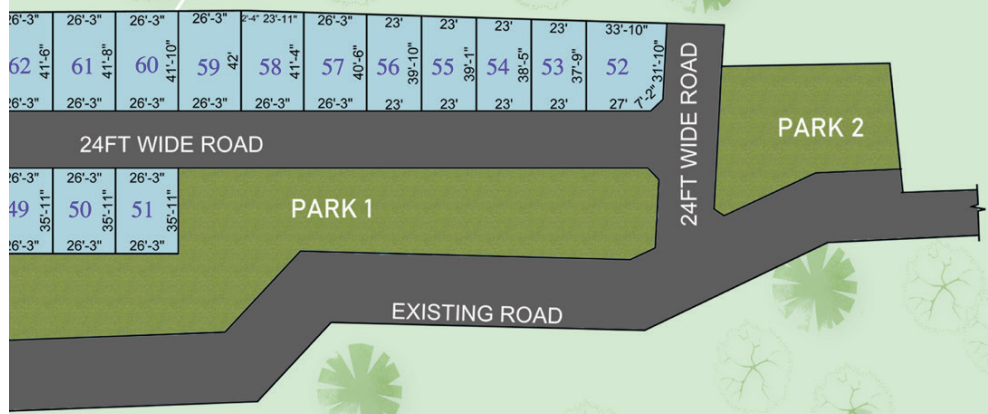 26'-3" 26'-3" 26'-3" 26'-3" 2'-4" 23'-11" 26'-3" 23' 23' 23' 23' 33'-10"
62 41'-6" 61 41'-8" 60 41'-10" 59 42' 58 41'-4" 57 40'-6" 56 39'-10" 55 39'-1" 54 38'-5" 53 37'-9" 52 31'-10"
26'-3" 26'-3" 26'-3" 26'-3" 26'-3" 26'-3" 23' 23' 23' 23' 27' 7'-2"
24FT WIDE ROAD
24FT WIDE ROAD
PARK 2
26'-3" 26'-3" 26'-3"
49 35'-11" 50 35'-11" 51 35'-11"
26'-3" 26'-3" 26'-3"
PARK 1
EXISTING ROAD